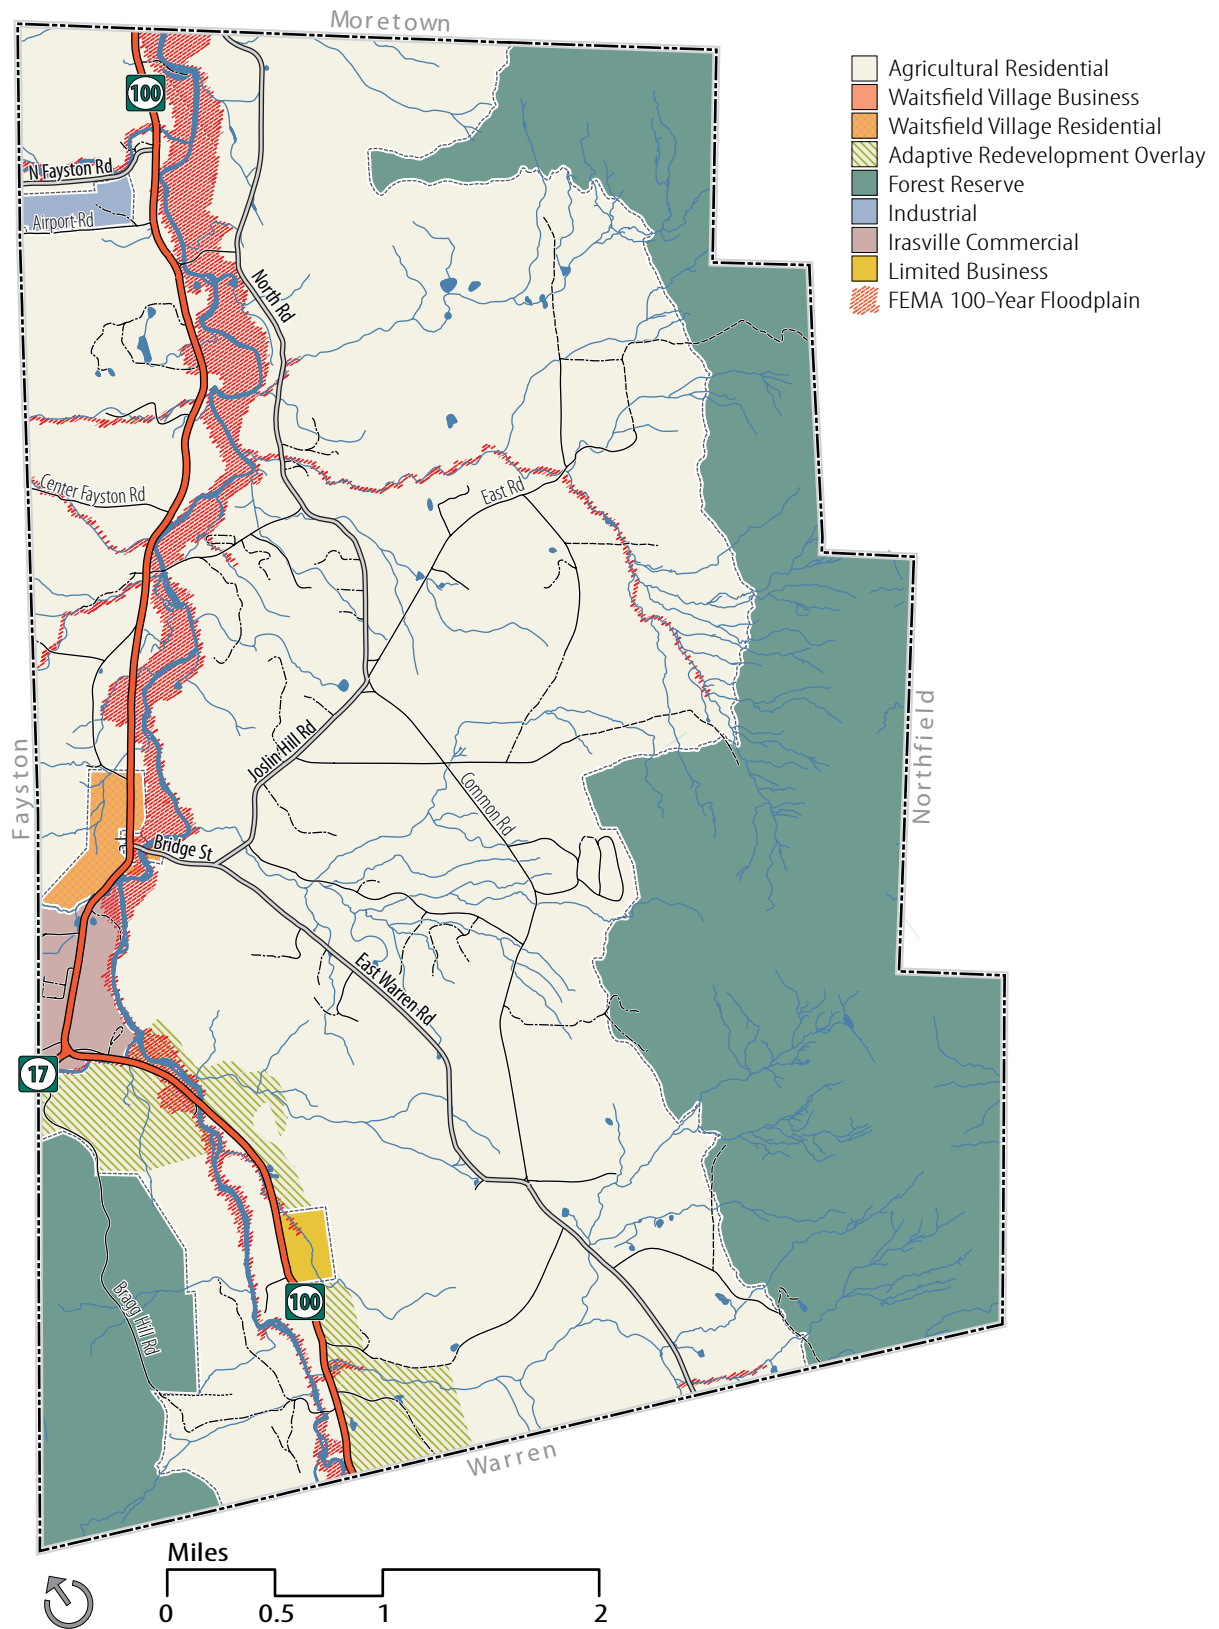 Moretown
Agricultural Residential
Waitsfield Village Business
Waitsfield Village Residential
Adaptive Redevelopment Overlay
Forest Reserve
Industrial
Irasville Commercial
Limited Business
FEMA 100-Year Floodplain
100
N Fayston Rd
Airport Rd
North Rd
Center Fayston Rd
East Rd
Fayston
Northfield
Joslin Hill Rd
Common Rd
Bridge St
East Warren Rd
17
100
Bragg Hill Rd
Warren
Miles
0 0.5 1 2